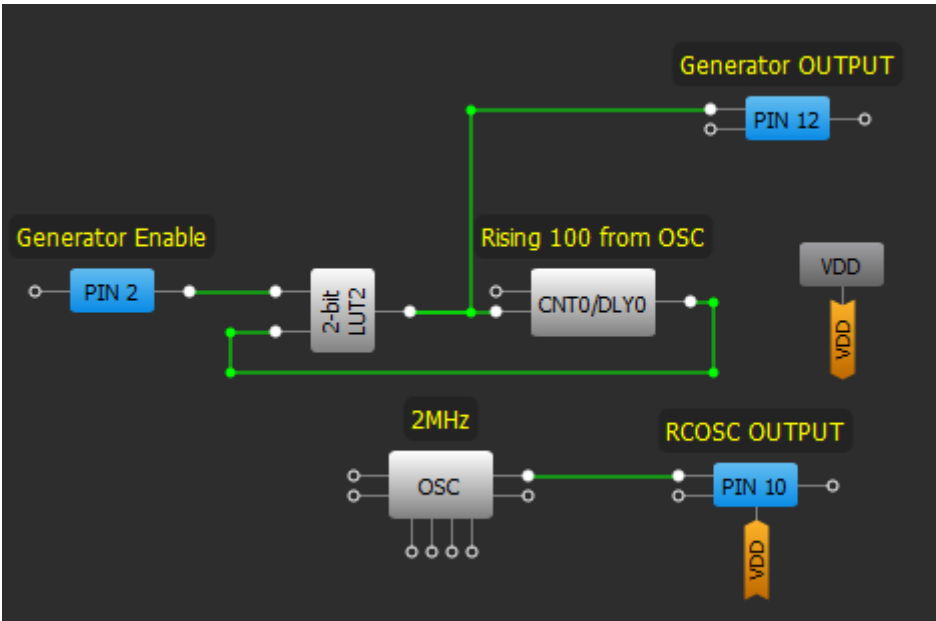 Generator OUTPUT
PIN 12
Generator Enable
Rising 100 from OSC
PIN 2
2-bit
LUT2
CNT0/DLY0
VDD
VDD
2MHz
RCOSC OUTPUT
OSC
PIN 10
VDD